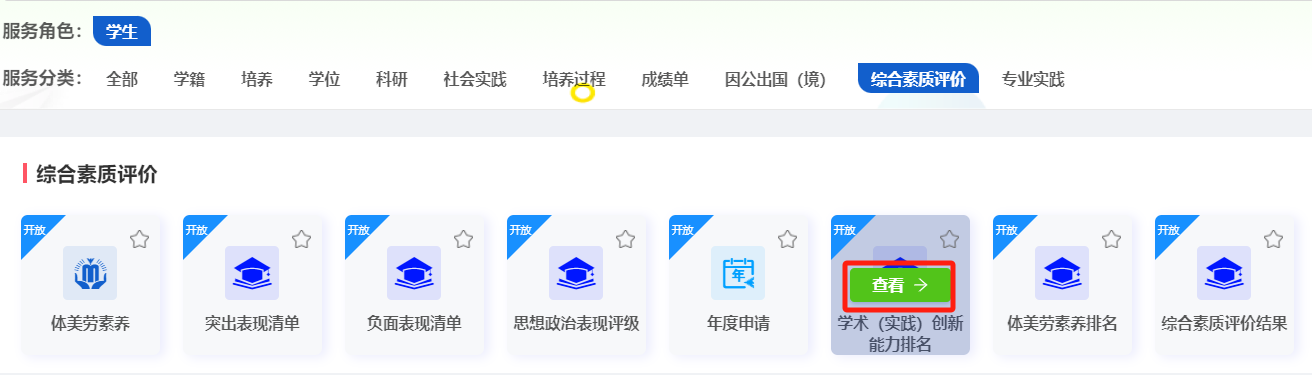 服务角色： 学生
服务分类： 全部 学籍 培养 学位 科研 社会实践 培养过程 成绩单 因公出国（境） 综合素质评价 专业实践
综合素质评价
开放 开放 开放 开放 开放 开放 开放 开放
年
查看 →
体美劳素养 突出表现清单 负面表现清单 思想政治表现评级 年度申请 学术（实践）创新 体美劳素养排名 综合素质评价结果
能力排名